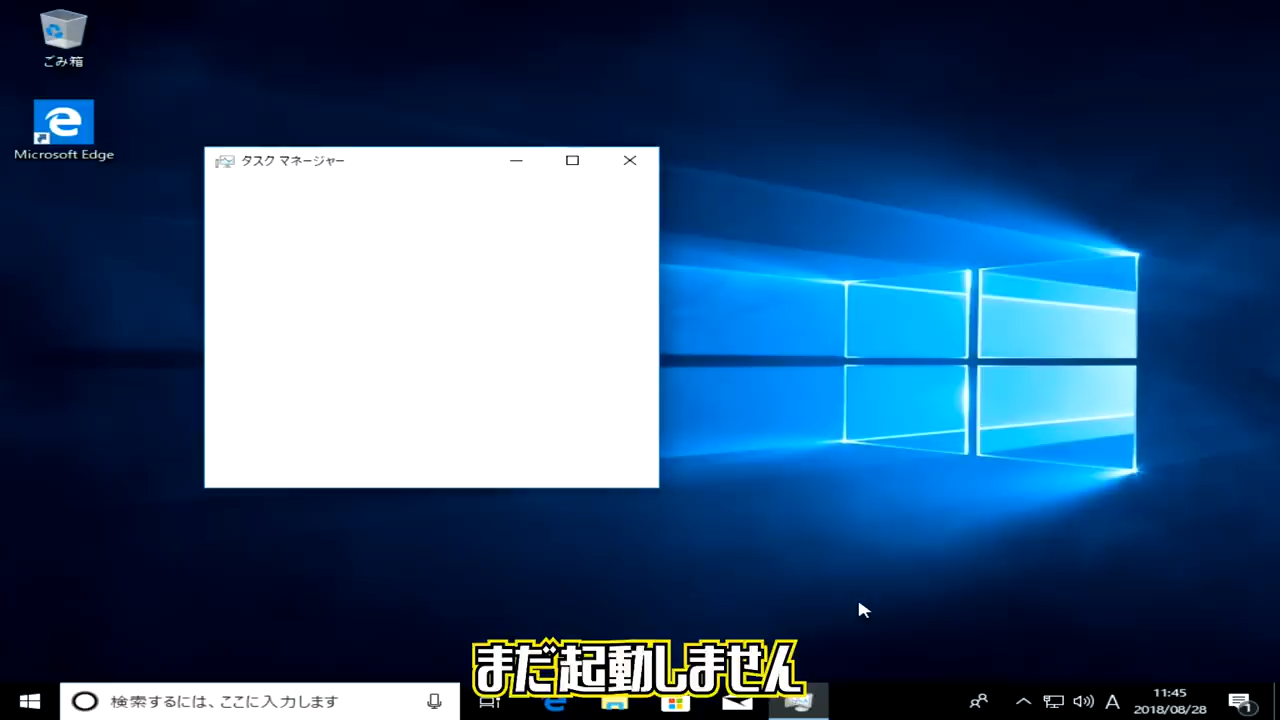 ごみ箱
Microsoft Edge
タスク マネージャー
まだ起動しません
検索するには、ここに入力します
A
11:45
2018/08/28
1